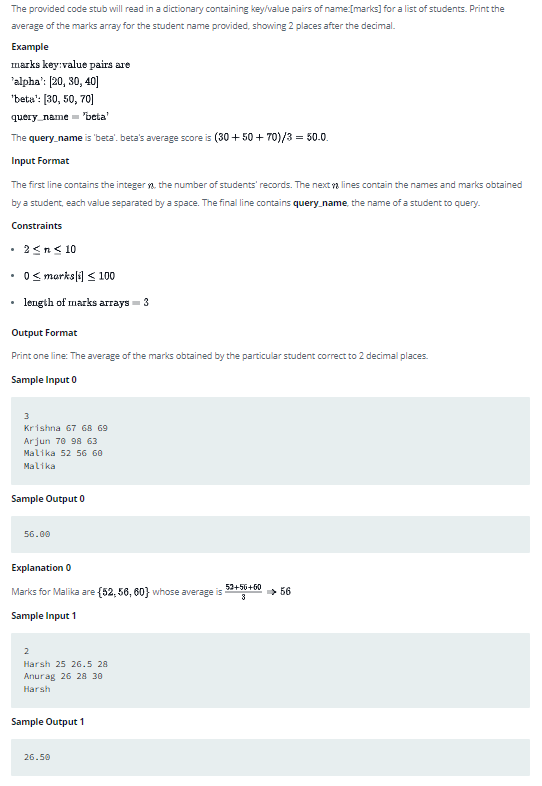 The provided code stub will read in a dictionary containing key/value pairs of name:[marks] for a list of students. Print the
average of the marks array for the student name provided, showing 2 places after the decimal.
Example
marks key:value pairs are
'alpha': [20, 30, 40]
'beta': [30, 50, 70]
query_name = 'beta'
The query_name is 'beta'. beta's average score is (30 + 50 + 70)/3 = 50.0.
Input Format
The first line contains the integer n, the number of students' records. The next n lines contain the names and marks obtained
by a student, each value separated by a space. The final line contains query_name, the name of a student to query.
Constraints
• 2 ≤ n ≤ 10
• 0 ≤ marks[i] ≤ 100
• length of marks arrays = 3
Output Format
Print one line: The average of the marks obtained by the particular student correct to 2 decimal places.
Sample Input 0
3
Krishna 67 68 69
Arjun 70 98 63
Malika 52 56 60
Malika
Sample Output 0
56.00
Explanation 0
Marks for Malika are {52, 56, 60} whose average is 52+56+60/3 ⇒ 56
Sample Input 1
2
Harsh 25 26.5 28
Anurag 26 28 30
Harsh
Sample Output 1
26.50